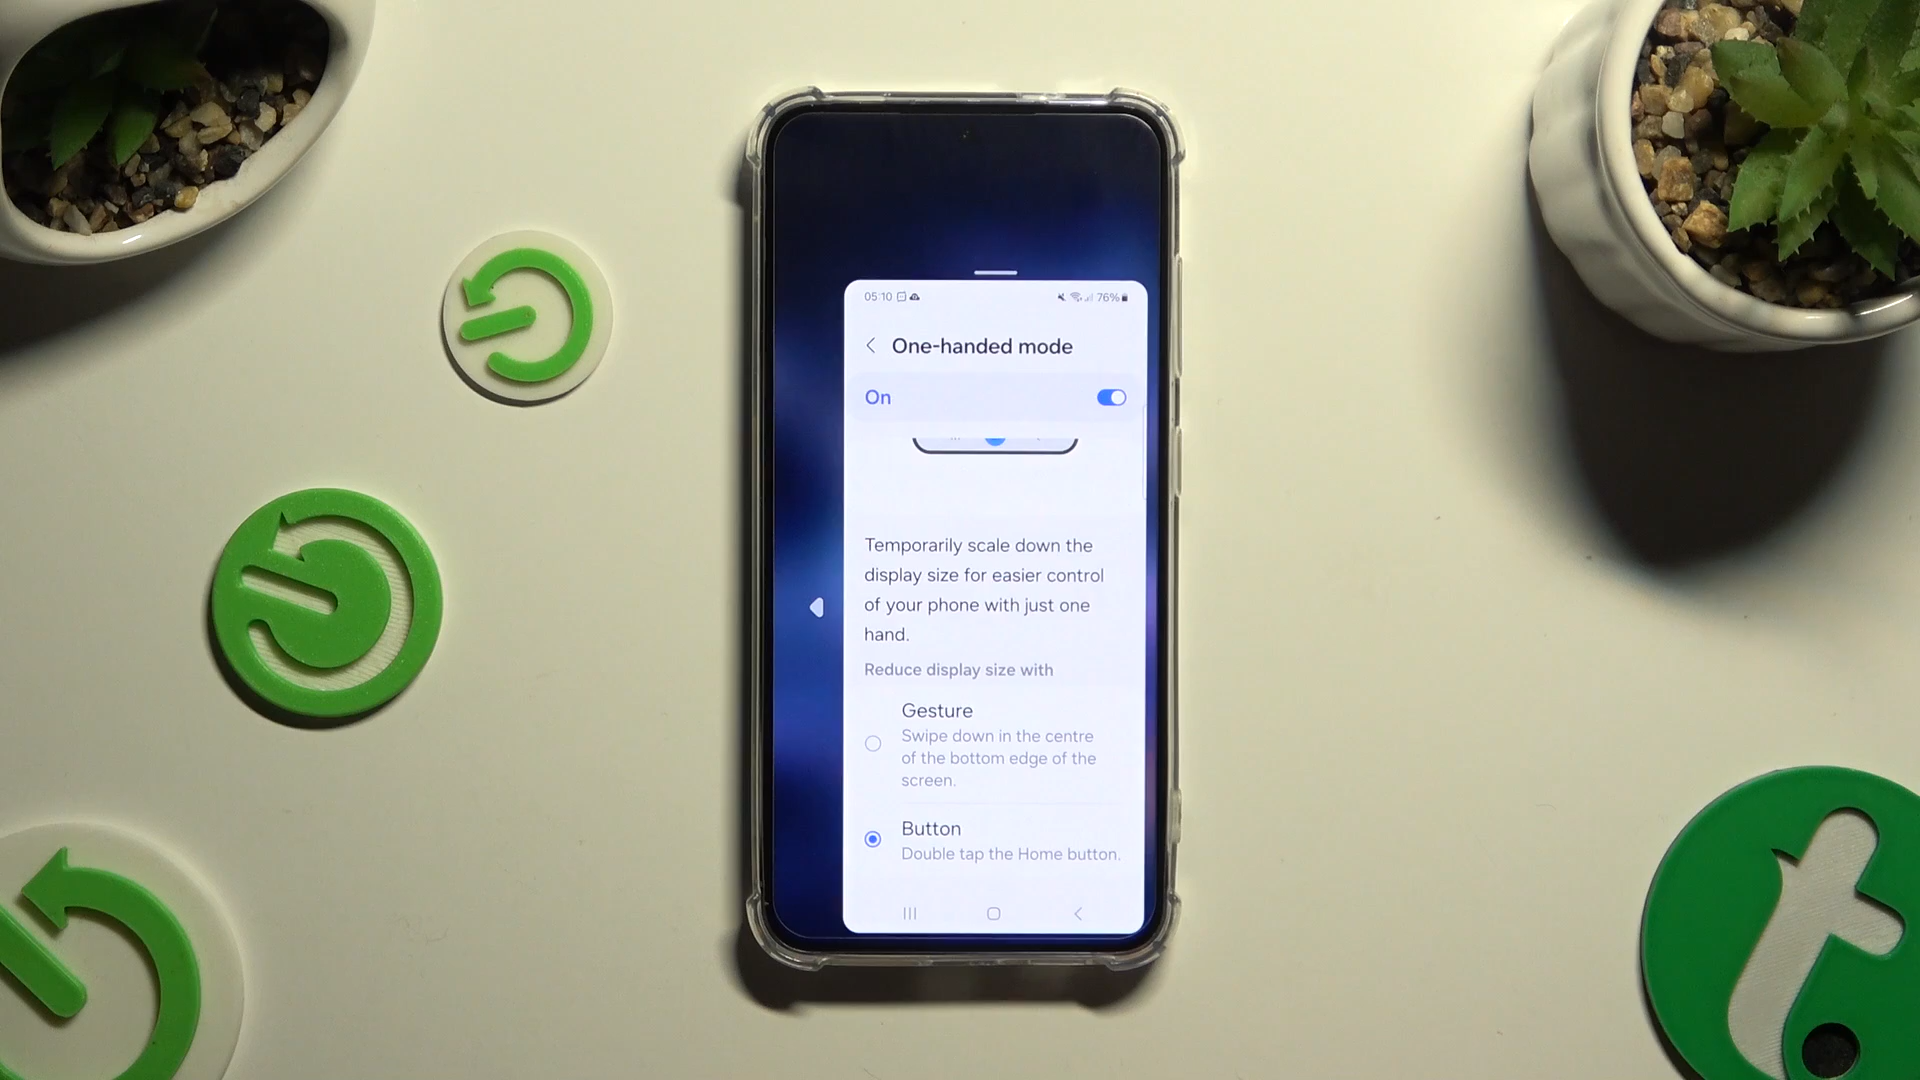 05:10 76%
One-handed mode
On
Temporarily scale down the
display size for easier control
of your phone with just one
hand.
Reduce display size with
Gesture
Swipe down in the centre
of the bottom edge of the
screen.
Button
Double tap the Home button.